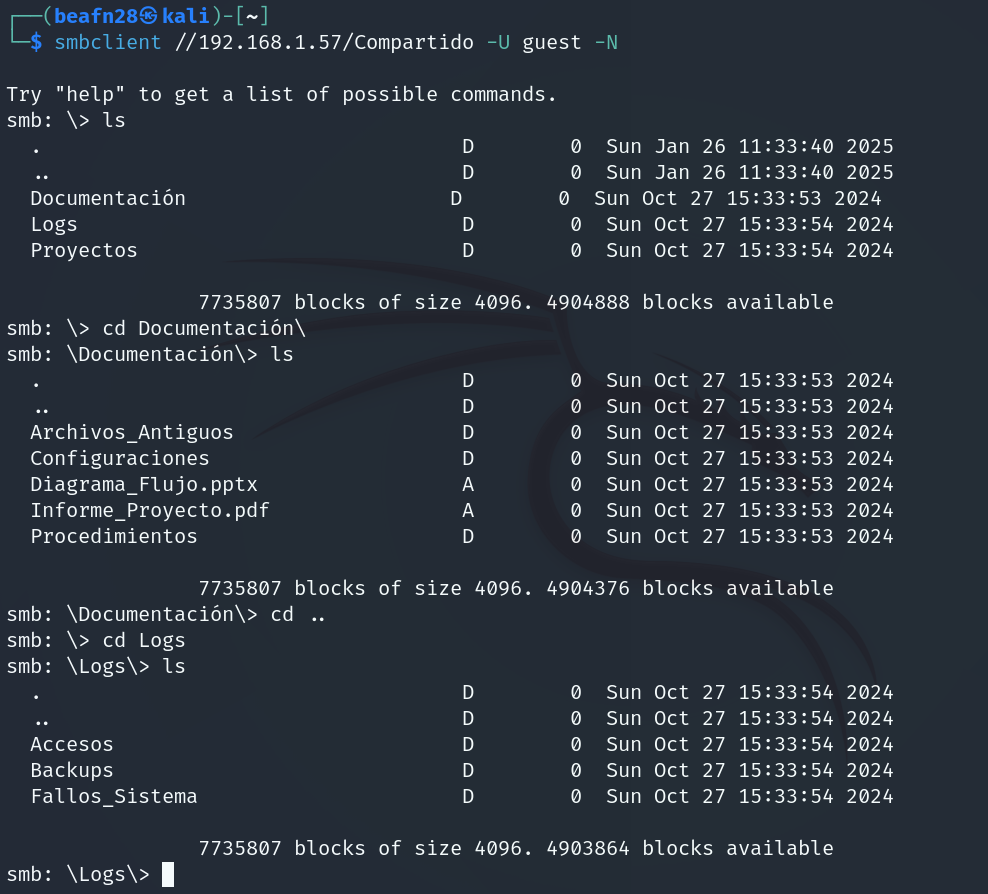 ┌──(beafn28㉿kali)-[~]
└─$ smbclient //192.168.1.57/Compartido -U guest -N
Try "help" to get a list of possible commands.
smb: \> ls
  .                                   D        0  Sun Jan 26 11:33:40 2025
  ..                                  D        0  Sun Jan 26 11:33:40 2025
  Documentación                      D        0  Sun Oct 27 15:33:53 2024
  Logs                                D        0  Sun Oct 27 15:33:54 2024
  Proyectos                           D        0  Sun Oct 27 15:33:54 2024
                7735807 blocks of size 4096. 4904888 blocks available
smb: \> cd Documentación\
smb: \Documentación\> ls
  .                                   D        0  Sun Oct 27 15:33:53 2024
  ..                                  D        0  Sun Oct 27 15:33:53 2024
  Archivos_Antiguos                   D        0  Sun Oct 27 15:33:53 2024
  Configuraciones                     D        0  Sun Oct 27 15:33:53 2024
  Diagrama_Flujo.pptx                 A        0  Sun Oct 27 15:33:53 2024
  Informe_Proyecto.pdf                A        0  Sun Oct 27 15:33:53 2024
  Procedimientos                      D        0  Sun Oct 27 15:33:53 2024
                7735807 blocks of size 4096. 4904376 blocks available
smb: \Documentación\> cd ..
smb: \> cd Logs
smb: \Logs\> ls
  .                                   D        0  Sun Oct 27 15:33:54 2024
  ..                                  D        0  Sun Oct 27 15:33:54 2024
  Accesos                             D        0  Sun Oct 27 15:33:54 2024
  Backups                             D        0  Sun Oct 27 15:33:54 2024
  Fallos_Sistema                      D        0  Sun Oct 27 15:33:54 2024
                7735807 blocks of size 4096. 4903864 blocks available
smb: \Logs\>